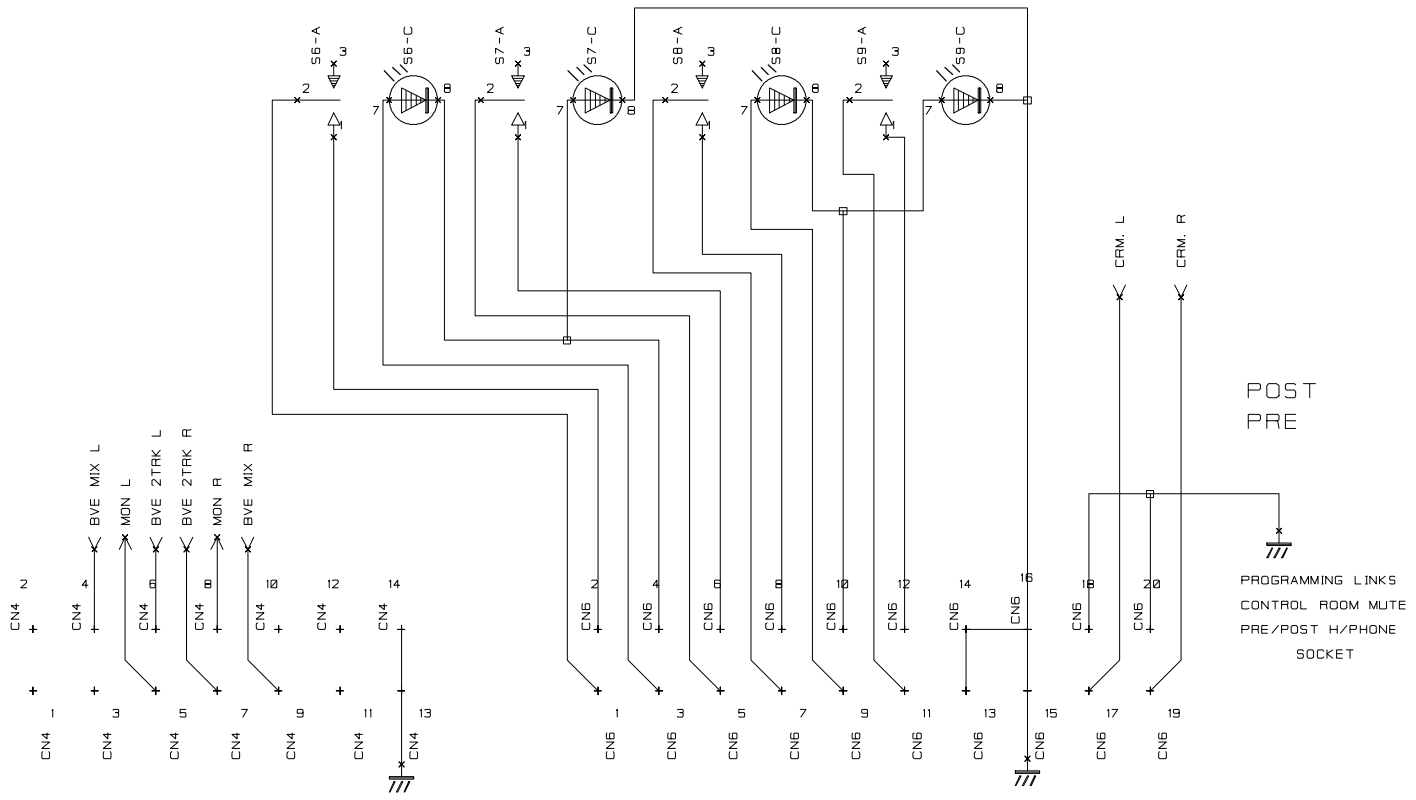 S6-A
S6-C
S7-A
S7-C
S8-A
S8-C
S9-A
S9-C
3
3
3
3
2
8
2
2
8
2
8
7
7
8
7
7
1
1
1
1
CRM. L
CRM. R
POST
PRE
BVE MIX L
MON L
BVE 2TRK L
BVE 2TRK R
MON R
BVE MIX R
2
4
6
8
10
12
14
2
4
6
8
10
12
14
16
18
20
CN4
CN4
CN4
CN4
CN4
CN4
CN4
CN6
CN6
CN6
CN6
CN6
CN6
CN6
CN6
CN6
CN6
PROGRAMMING LINKS
CONTROL ROOM MUTE
PRE/POST H/PHONE
SOCKET
1
3
5
7
9
11
13
1
3
5
7
9
11
13
15
17
19
CN4
CN4
CN4
CN4
CN4
CN4
CN4
CN6
CN6
CN6
CN6
CN6
CN6
CN6
CN6
CN6
CN6